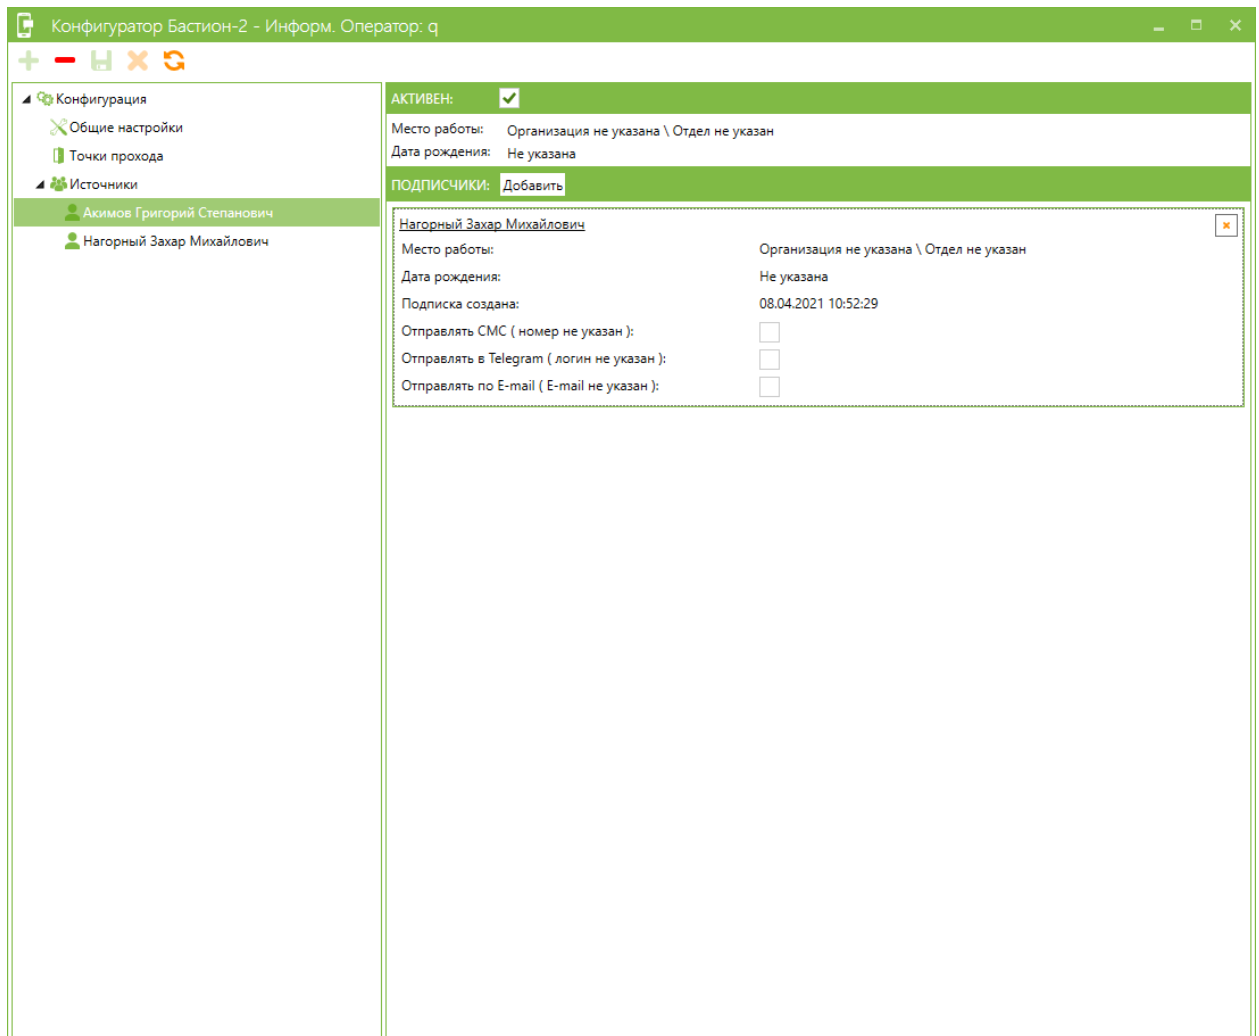 Конфигуратор Бастион-2 - Информ. Оператор: q
Конфигурация
Общие настройки
Точки прохода
Источники
Акимов Григорий Степанович
Нагорный Захар Михайлович
АКТИВЕН:
Место работы: Организация не указана \ Отдел не указан
Дата рождения: Не указана
ПОДПИСЧИКИ: Добавить
Нагорный Захар Михайлович
Место работы: Организация не указана \ Отдел не указан
Дата рождения: Не указана
Подписка создана: 08.04.2021 10:52:29
Отправлять СМС ( номер не указан ):
Отправлять в Telegram ( логин не указан ):
Отправлять по E-mail ( E-mail не указан ):